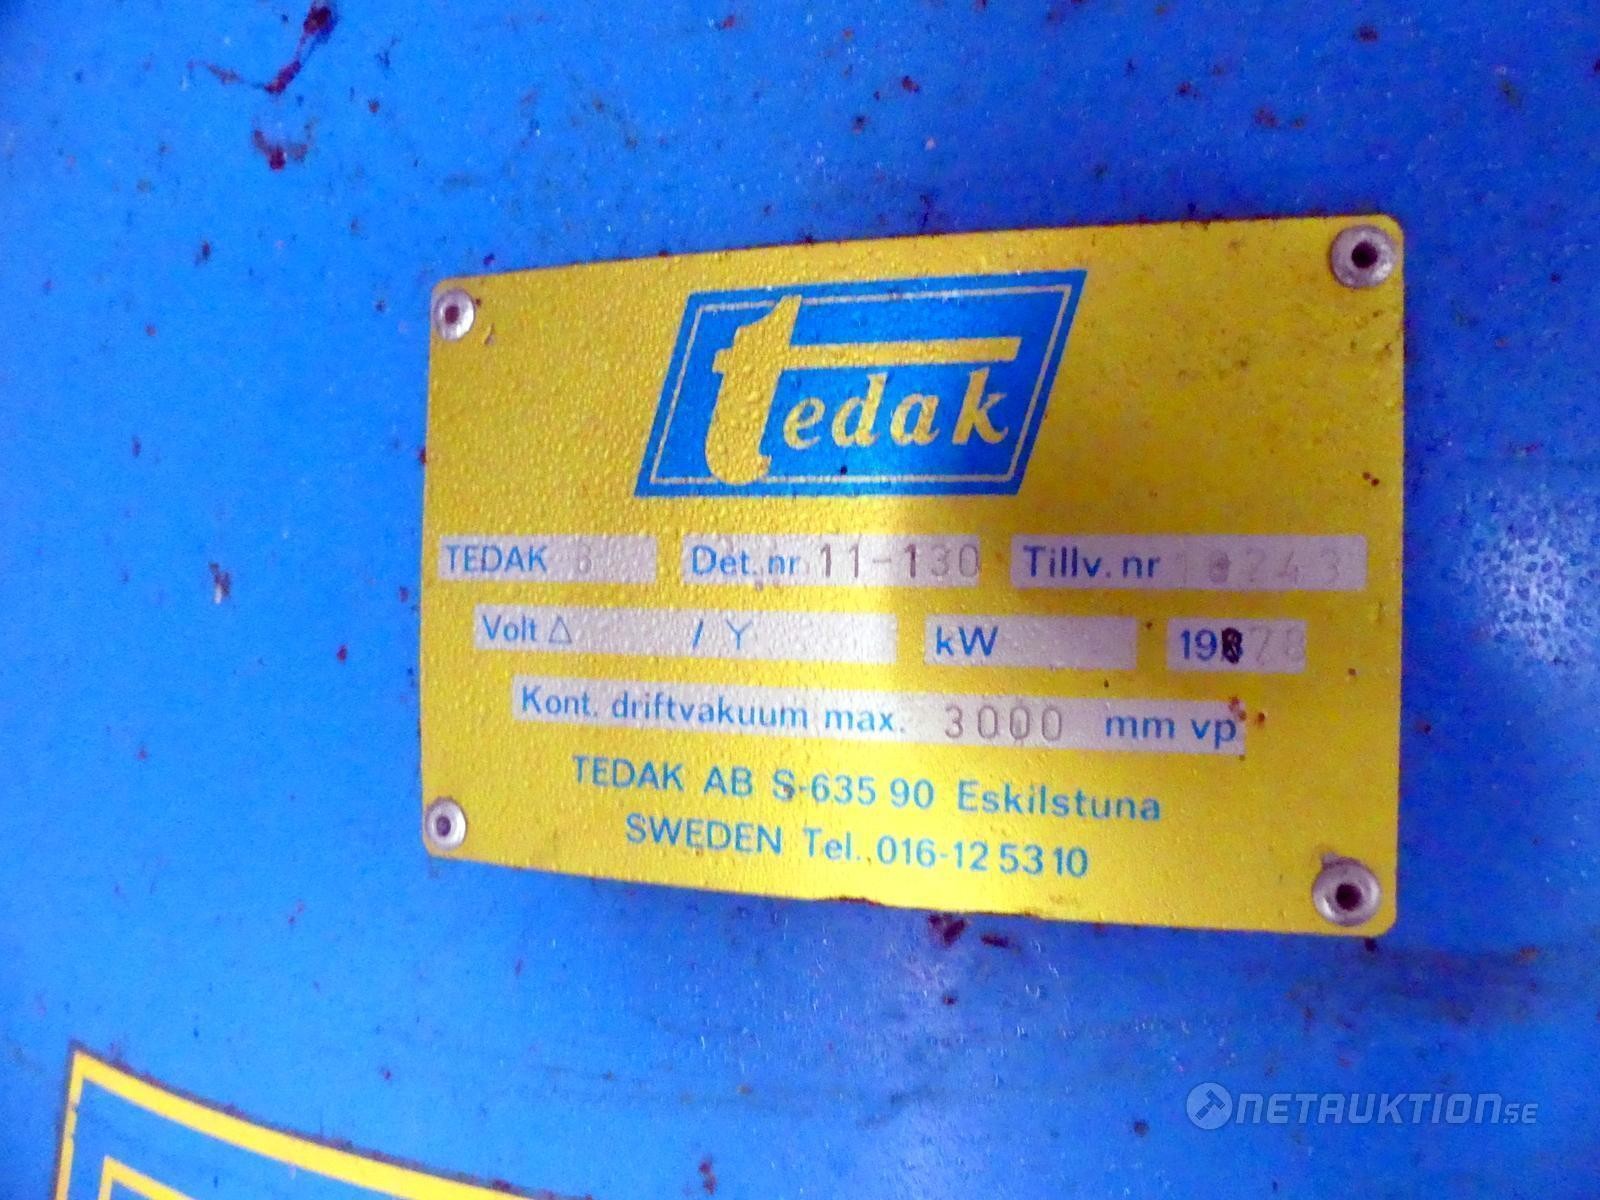 tedak
TEDAK Det.nr 11-130 Tillv.nr
Volt Δ / Y kW
Kont. driftvakuum max. 3000 mm vp
TEDAK AB S-635 90 Eskilstuna
SWEDEN Tel. 016-12 53 10
NETAUKTION.SE